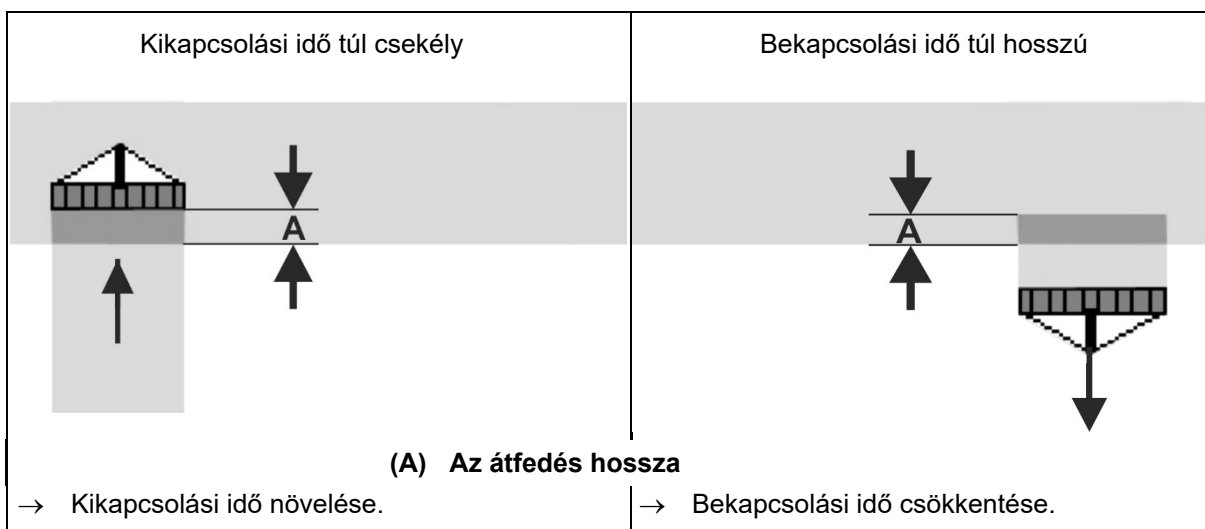 Kikapcsolási idő túl csekély
Bekapcsolási idő túl hosszú
A
A
(A) Az átfedés hossza
→ Kikapcsolási idő növelése.
→ Bekapcsolási idő csökkentése.